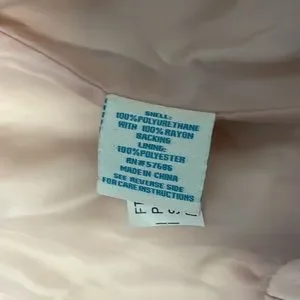 SHELL:
100%POLYURETHANE
WITH 100%RAYON
BACKING
LINING:
100%POLYESTER
RN#57686
MADE IN CHINA
SEE REVERSE SIDE
FOR CARE INSTRUCTIONS